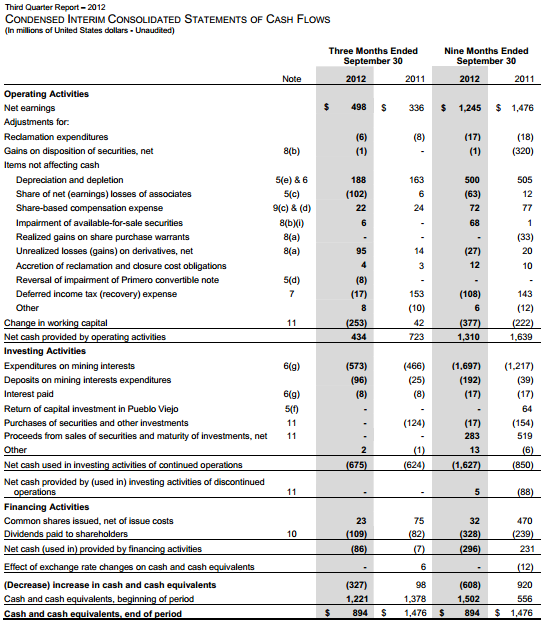 Third Quarter Report – 2012
CONDENSED INTERIM CONSOLIDATED STATEMENTS OF CASH FLOWS
(In millions of United States dollars - Unaudited)
Three Months Ended September 30 Nine Months Ended September 30
Note 2012 2011 2012 2011
Operating Activities
Net earnings $ 498 $ 336 $ 1,245 $ 1,476
Adjustments for:
Reclamation expenditures (6) (8) (17) (18)
Gains on disposition of securities, net 8(b) (1) - (1) (320)
Items not affecting cash
Depreciation and depletion 5(e) & 6 188 163 500 505
Share of net (earnings) losses of associates 5(c) (102) 6 (63) 12
Share-based compensation expense 9(c) & (d) 22 24 72 77
Impairment of available-for-sale securities 8(b)(i) 6 - 68 1
Realized gains on share purchase warrants 8(a) - - - (33)
Unrealized losses (gains) on derivatives, net 8(a) 95 14 (27) 20
Accretion of reclamation and closure cost obligations 4 3 12 10
Reversal of impairment of Primero convertible note 5(d) (8) - - -
Deferred income tax (recovery) expense 7 (17) 153 (108) 143
Other 8 (10) 6 (12)
Change in working capital 11 (253) 42 (377) (222)
Net cash provided by operating activities 434 723 1,310 1,639
Investing Activities
Expenditures on mining interests 6(g) (573) (466) (1,697) (1,217)
Deposits on mining interests expenditures (96) (25) (192) (39)
Interest paid 6(g) (8) (8) (17) (17)
Return of capital investment in Pueblo Viejo 5(f) - - - 64
Purchases of securities and other investments 11 - (124) (17) (154)
Proceeds from sales of securities and maturity of investments, net 11 - - 283 519
Other 2 (1) 13 (6)
Net cash used in investing activities of continued operations (675) (624) (1,627) (850)
Net cash provided by (used in) investing activities of discontinued
operations 11 - - 5 (88)
Financing Activities
Common shares issued, net of issue costs 23 75 32 470
Dividends paid to shareholders 10 (109) (82) (328) (239)
Net cash (used in) provided by financing activities (86) (7) (296) 231
Effect of exchange rate changes on cash and cash equivalents - 6 - (12)
(Decrease) increase in cash and cash equivalents (327) 98 (608) 920
Cash and cash equivalents, beginning of period 1,221 1,378 1,502 556
Cash and cash equivalents, end of period $ 894 $ 1,476 $ 894 $ 1,476